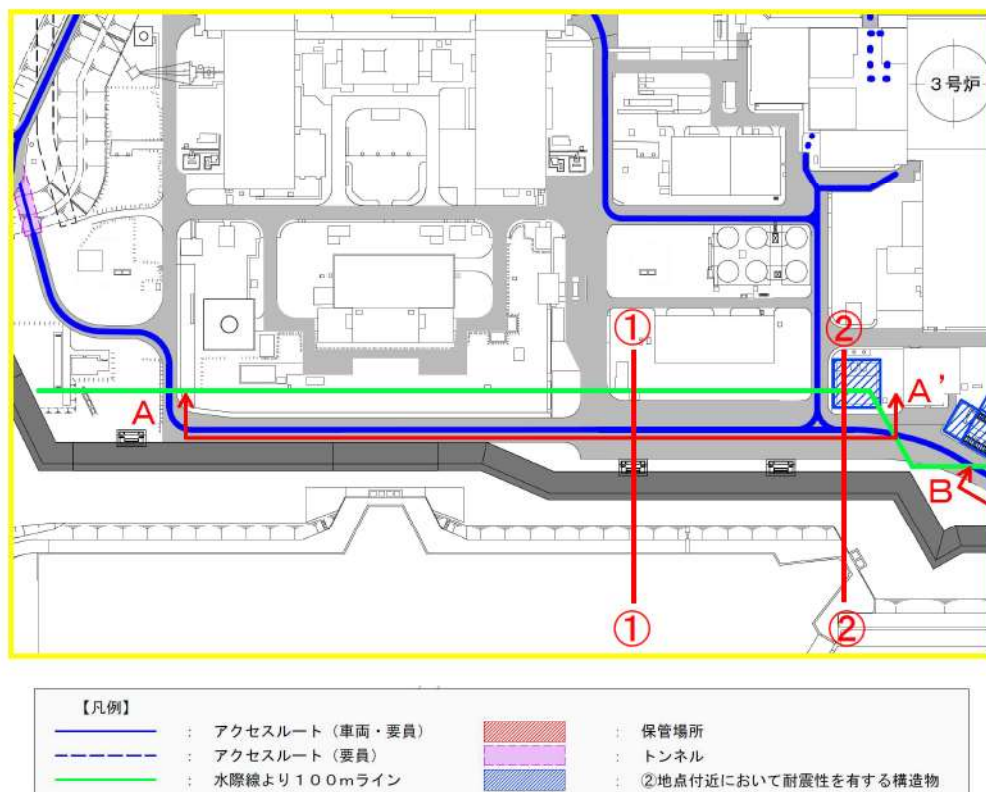 3号炉
① ②
A A’
B
① ②
【凡例】
: アクセスルート（車両・要員） : 保管場所
: アクセスルート（要員） : トンネル
: 水際線より１００ｍライン : ②地点付近において耐震性を有する構造物